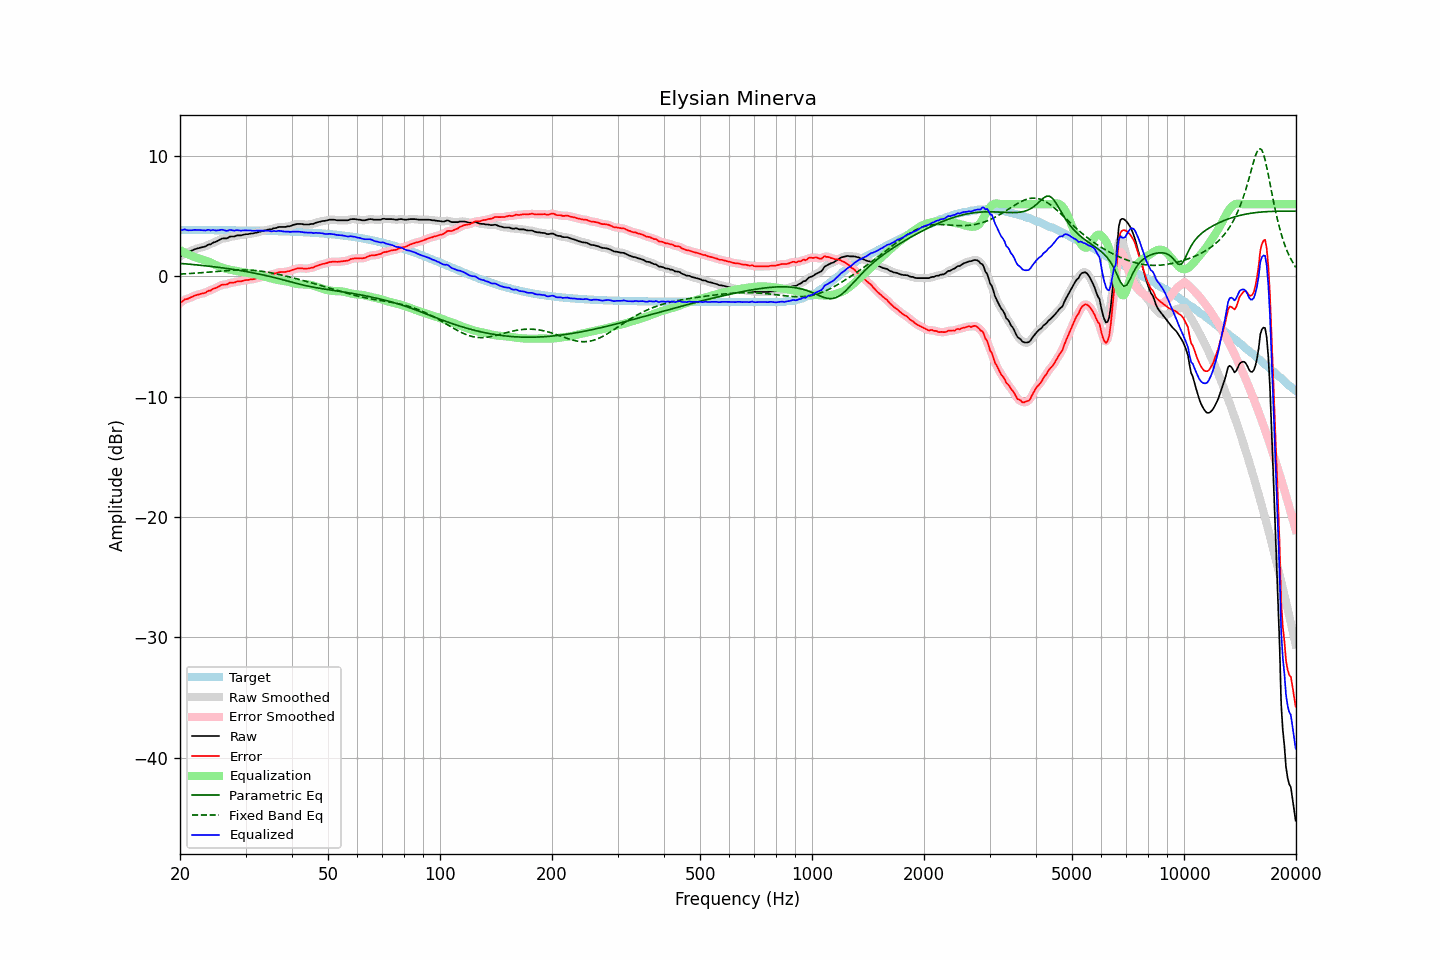 Elysian Minerva
10
0
−10
−20
−30
−40
Amplitude (dBr)
Target
Raw Smoothed
Error Smoothed
Raw
Error
Equalization
Parametric Eq
Fixed Band Eq
Equalized
20 50 100 200 500 1000 2000 5000 10000 20000
Frequency (Hz)